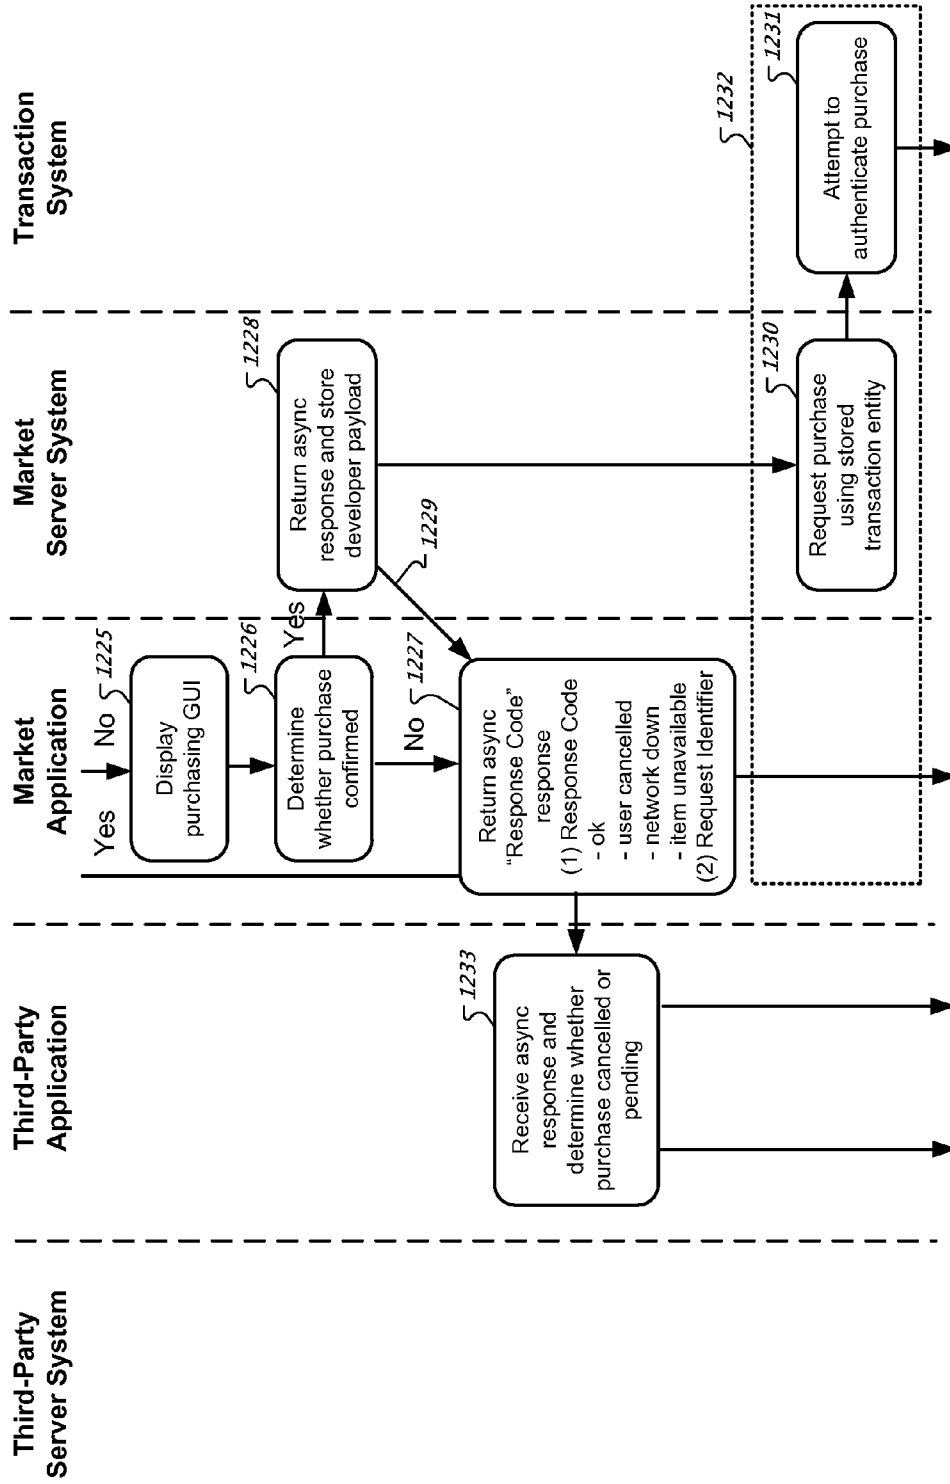 Third-Party
Server System
Third-Party
Application
Market
Application
Market
Server System
Transaction
System
Yes
No
1225
Display
purchasing GUI
1226
Determine
whether purchase
confirmed
Yes
1228
Return async
response and store
developer payload
No
1227
1229
Return async
“Response Code”
response
(1) Response Code
- ok
- user cancelled
- network down
- item unavailable
(2) Request Identifier
1233
Receive async
response and
determine whether
purchase cancelled or
pending
1232
1230
Request purchase
using stored
transaction entity
1231
Attempt to
authenticate purchase